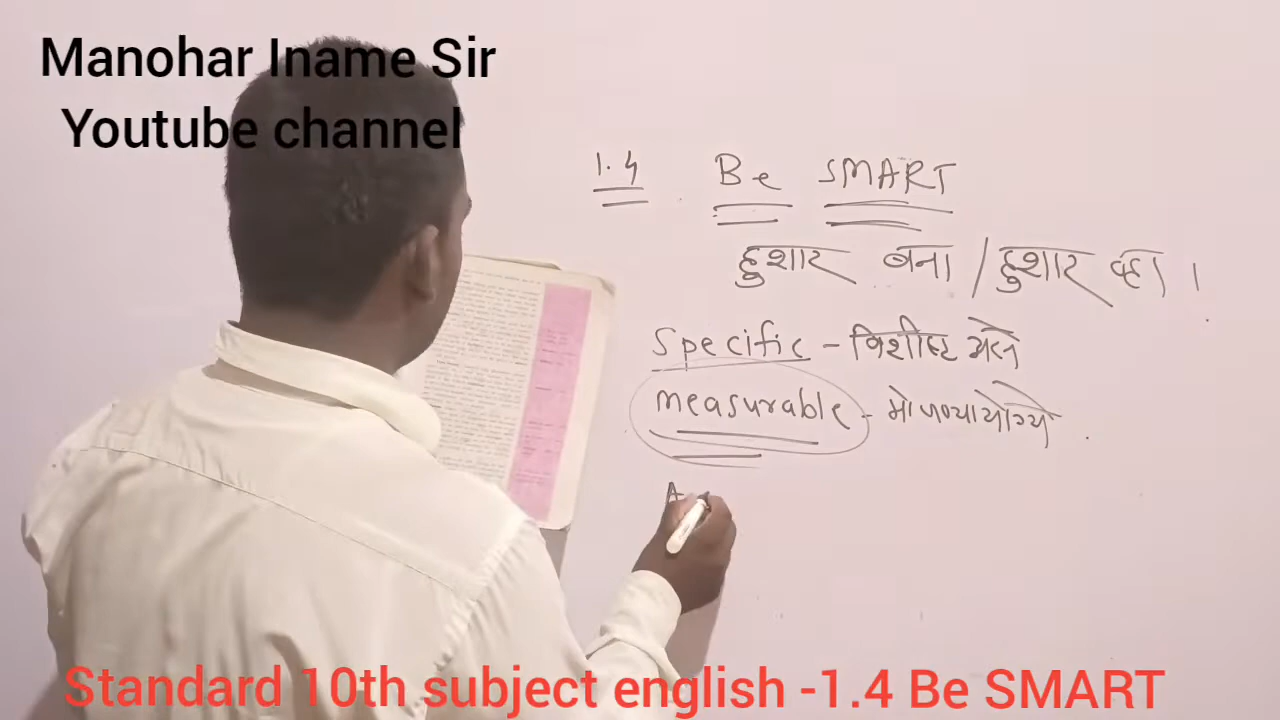 Manohar Iname Sir
Youtube channel
1.4 Be SMART
हुशार बना / हुशार व्हा ।
Specific - विशीष्ट
measurable - मोजण्यायोग्ये
A
Standard 10th subject english -1.4 Be SMART